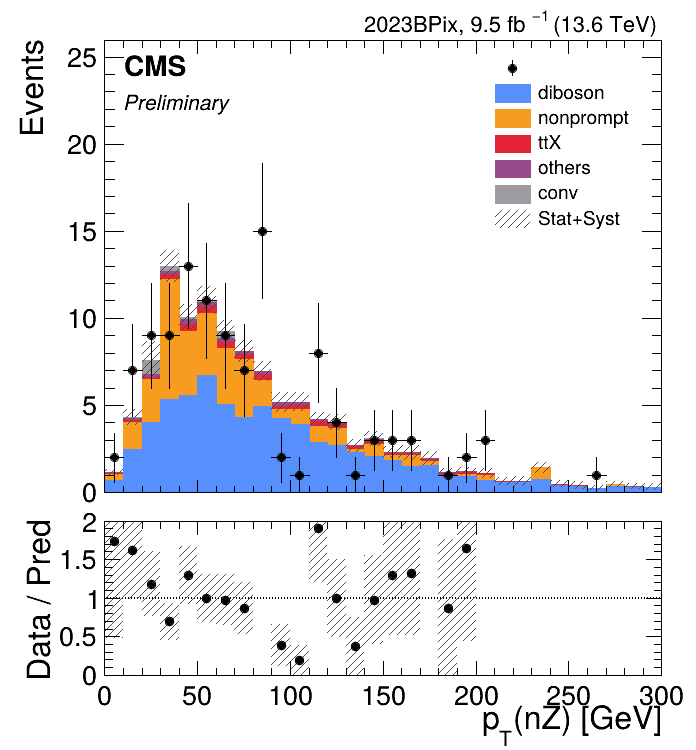 2023BPix, 9.5 fb⁻¹ (13.6 TeV)
CMS
Preliminary
diboson
nonprompt
ttX
others
conv
Stat+Syst
Events
25
20
15
10
5
0
Data / Pred
2
1.5
1
0.5
0
0 50 100 150 200 250 300
p_T(nZ) [GeV]